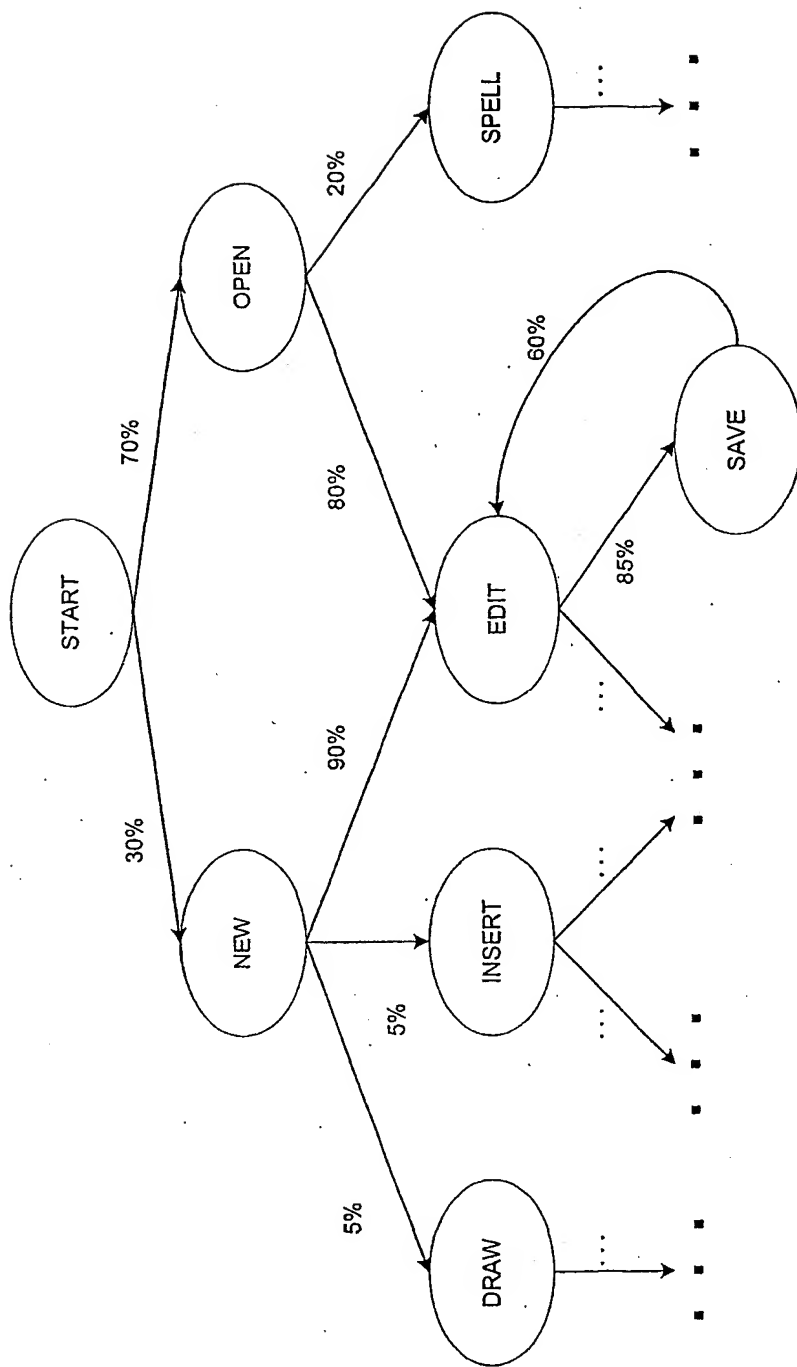 START
30%
70%
NEW
OPEN
5%
5%
90%
80%
20%
DRAW
INSERT
EDIT
SPELL
...
...
...
...
85%
60%
...
SAVE